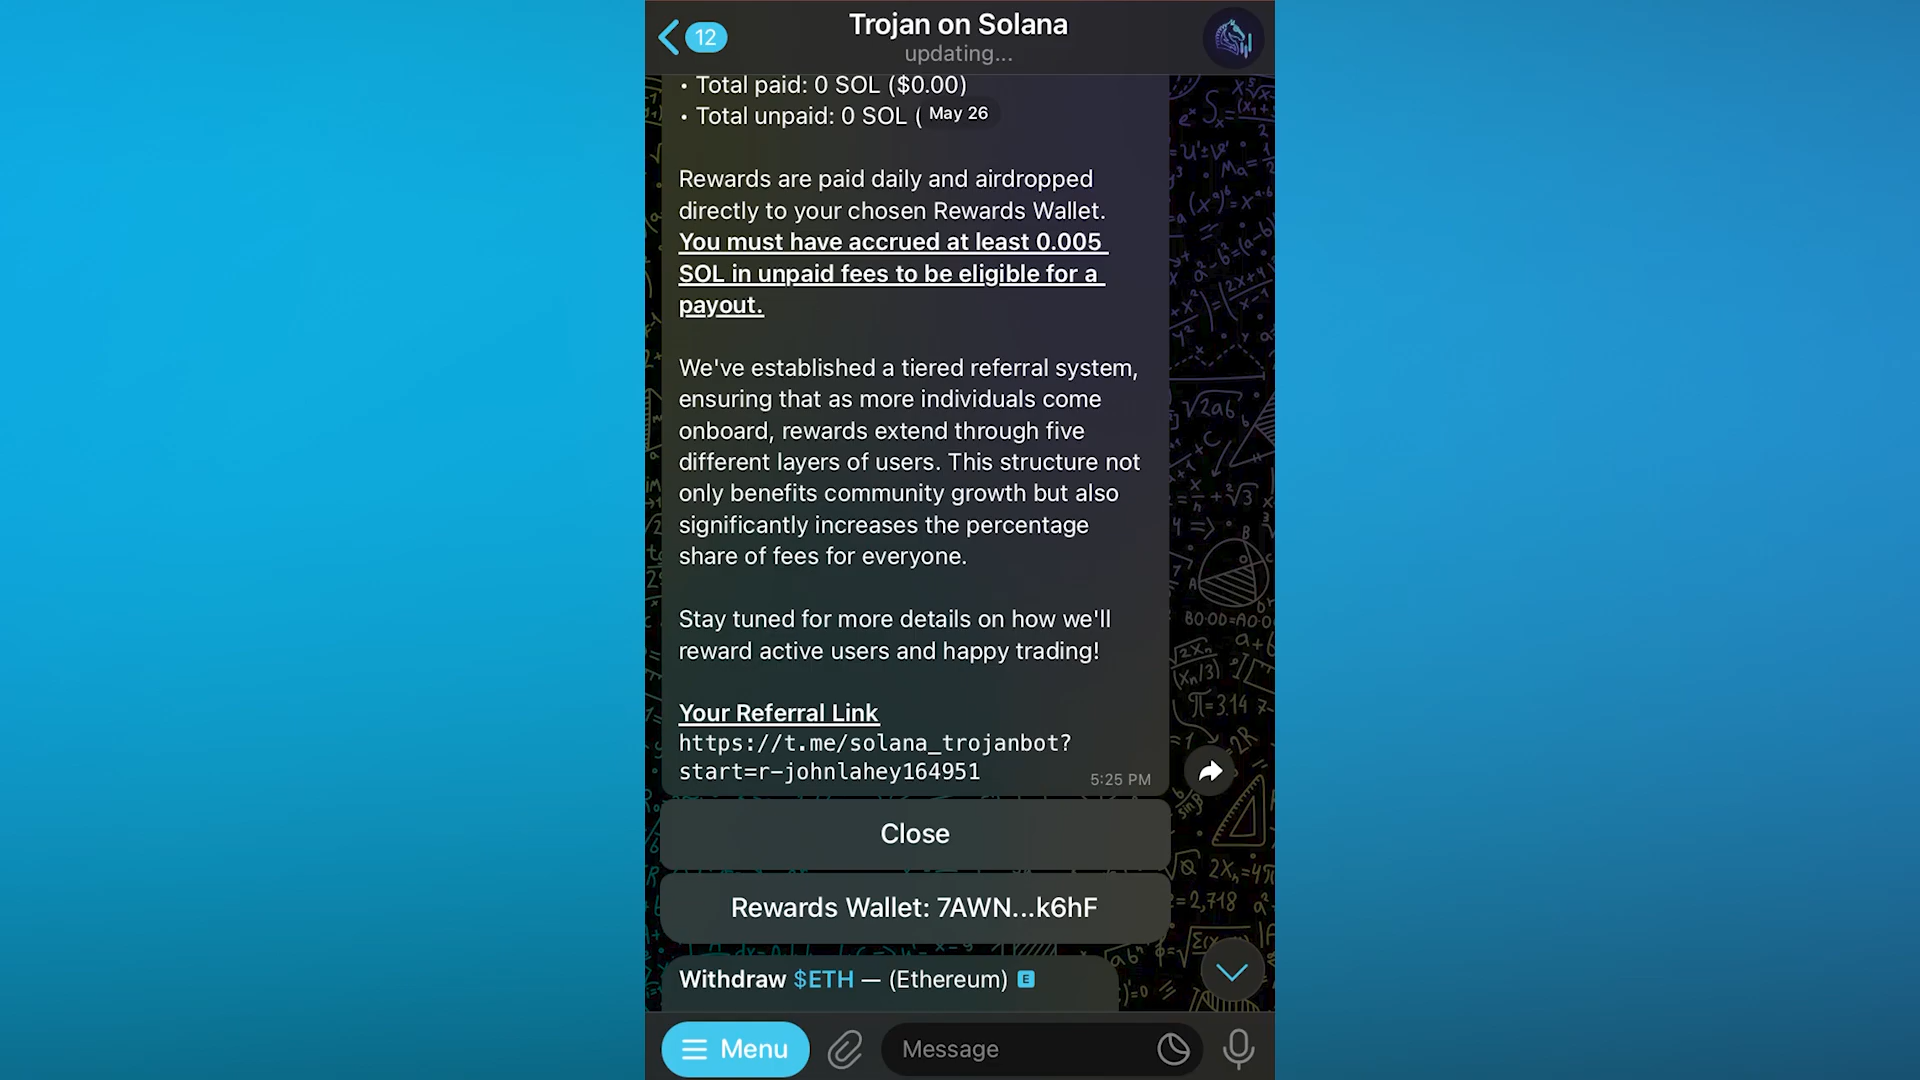 12
Trojan on Solana
updating...
• Total paid: 0 SOL ($0.00)
• Total unpaid: 0 SOL (
May 26
Rewards are paid daily and airdropped
directly to your chosen Rewards Wallet.
You must have accrued at least 0.005
SOL in unpaid fees to be eligible for a
payout.
We've established a tiered referral system,
ensuring that as more individuals come
onboard, rewards extend through five
different layers of users. This structure not
only benefits community growth but also
significantly increases the percentage
share of fees for everyone.
Stay tuned for more details on how we'll
reward active users and happy trading!
Your Referral Link
https://t.me/solana_trojanbot?
start=r-johnlahey164951
5:25 PM
Close
Rewards Wallet: 7AWN...k6hF
Withdraw $ETH — (Ethereum) E
Menu
Message